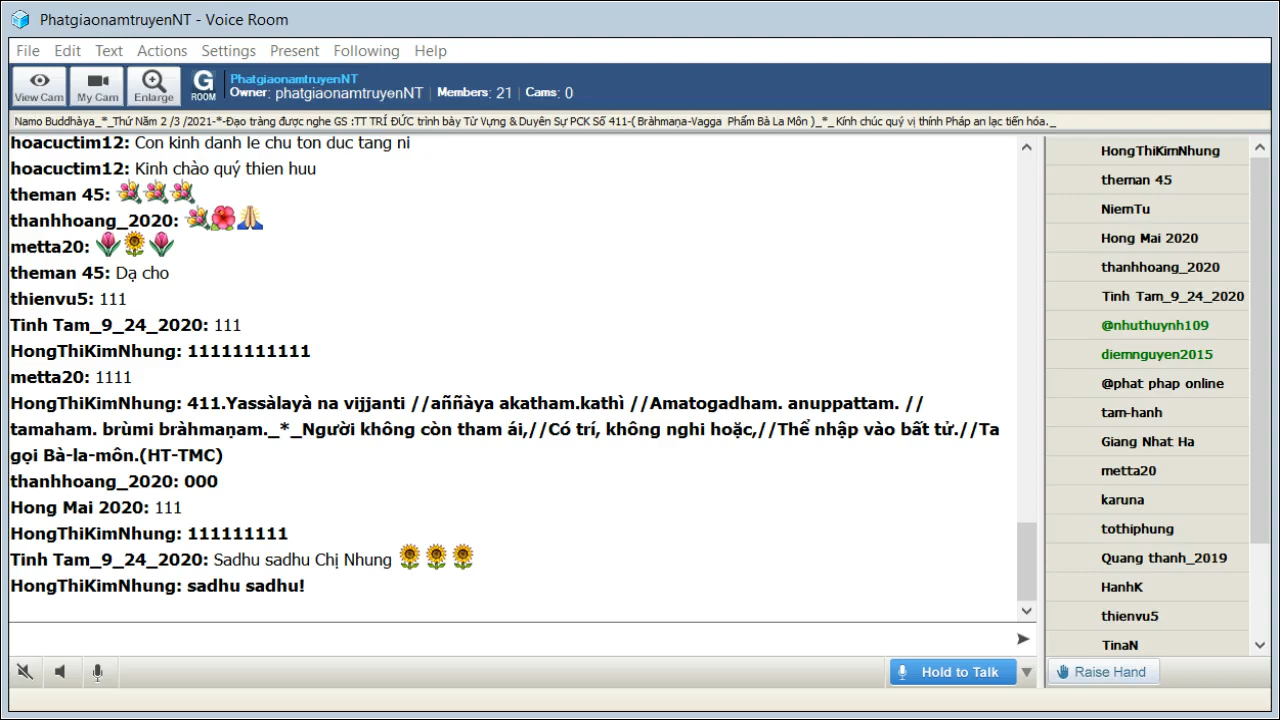 PhatgiaonamtruyenNT - Voice Room
File Edit Text Actions Settings Present Following Help
View Cam My Cam Enlarge G ROOM
PhatgiaonamtruyenNT
Owner: phatgiaonamtruyenNT | Members: 21 | Cams: 0
Namo Buddhàya_*_Thứ Năm 2 /3 /2021-*-Đạo tràng được nghe GS :TT TRÍ ĐỨC trình bày Từ Vựng & Duyên Sự PCK Số 411-( Bràhmaṇa-Vagga Phẩm Bà La Môn )_*_Kính chúc quý vị thính Pháp an lạc tiến hóa._
hoacuctim12: Con kinh danh le chu ton duc tang ni
hoacuctim12: Kinh chào quý thien huu
theman 45:
thanhhoang_2020:
metta20:
theman 45: Dạ cho
thienvu5: 111
Tinh Tam_9_24_2020: 111
HongThiKimNhung: 11111111111
metta20: 1111
HongThiKimNhung: 411.Yassàlayà na vijjanti //aññàya akatham.kathì //Amatogadham. anuppattam. //
tamaham. brùmi bràhmaṇam._*_Người không còn tham ái,//Có trí, không nghi hoặc,//Thể nhập vào bất tử.//Ta
gọi Bà-la-môn.(HT-TMC)
thanhhoang_2020: 000
Hong Mai 2020: 111
HongThiKimNhung: 111111111
Tinh Tam_9_24_2020: Sadhu sadhu Chị Nhung
HongThiKimNhung: sadhu sadhu!
HongThiKimNhung
theman 45
NiemTu
Hong Mai 2020
thanhhoang_2020
Tinh Tam_9_24_2020
@nhuthuynh109
diemnguyen2015
@phat phap online
tam-hanh
Giang Nhat Ha
metta20
karuna
tothiphung
Quang thanh_2019
HanhK
thienvu5
TinaN
Hold to Talk
Raise Hand